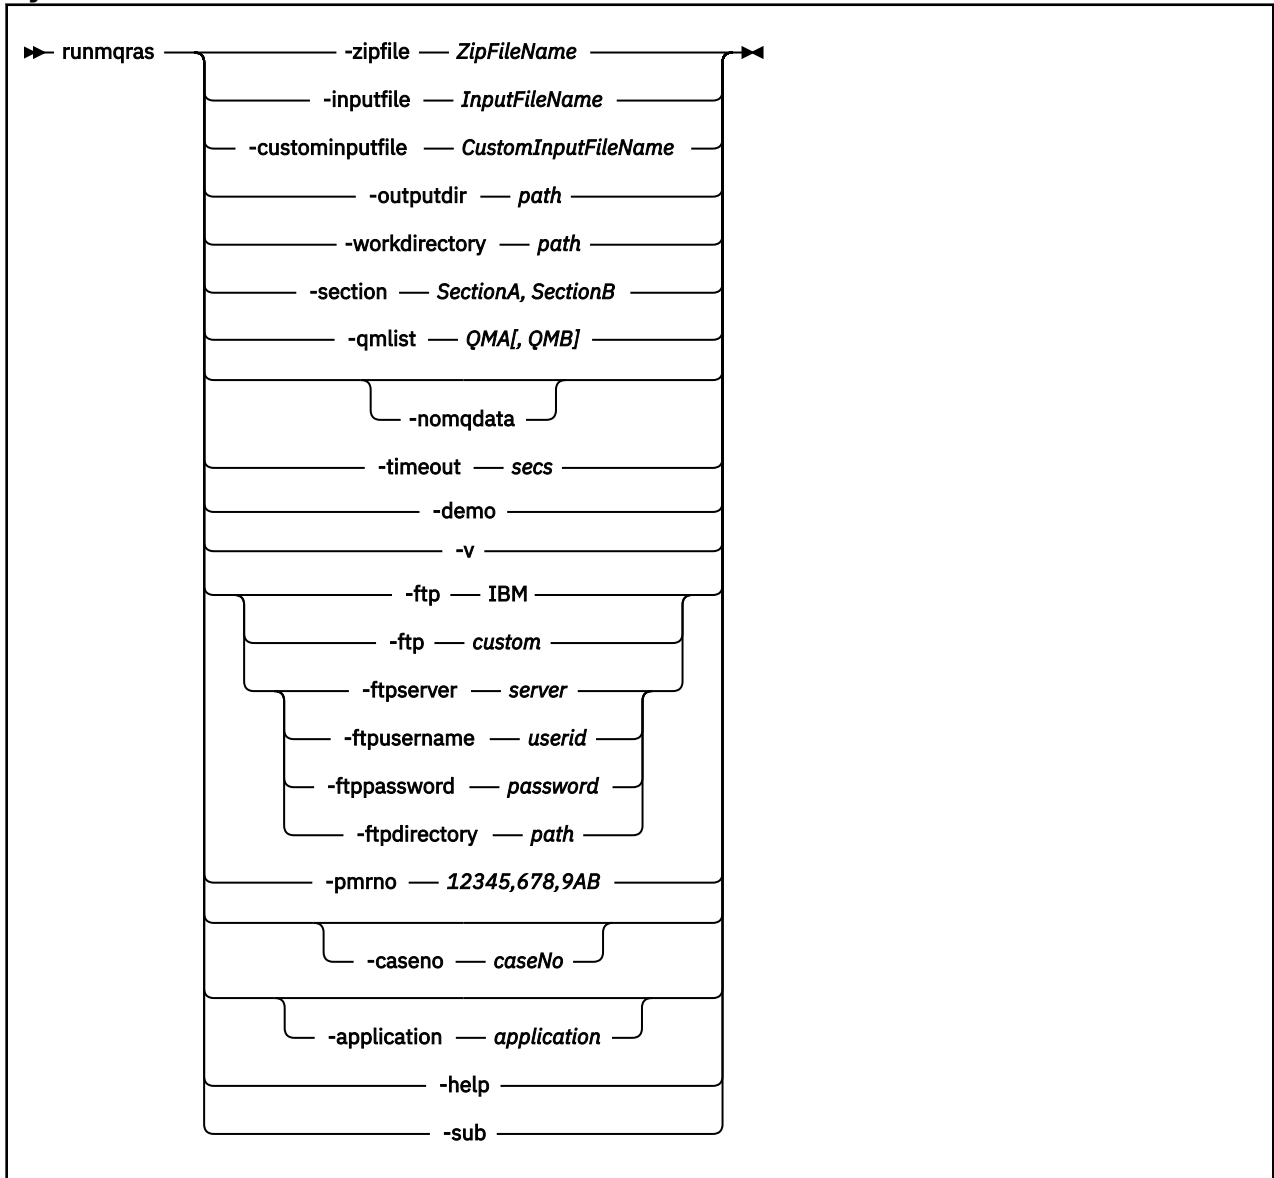 runmqras -zipfile ZipFileName
-inputfile InputFileName
-custominputfile CustomInputFileName
-outputdir path
-workdirectory path
-section SectionA, SectionB
-qmlist QMA[, QMB]
-nomqdata
-timeout secs
-demo
-v
-ftp IBM
-ftp custom
-ftpserver server
-ftpusername userid
-ftppassword password
-ftpdirectory path
-pmrno 12345,678,9AB
-caseno caseNo
-application application
-help
-sub